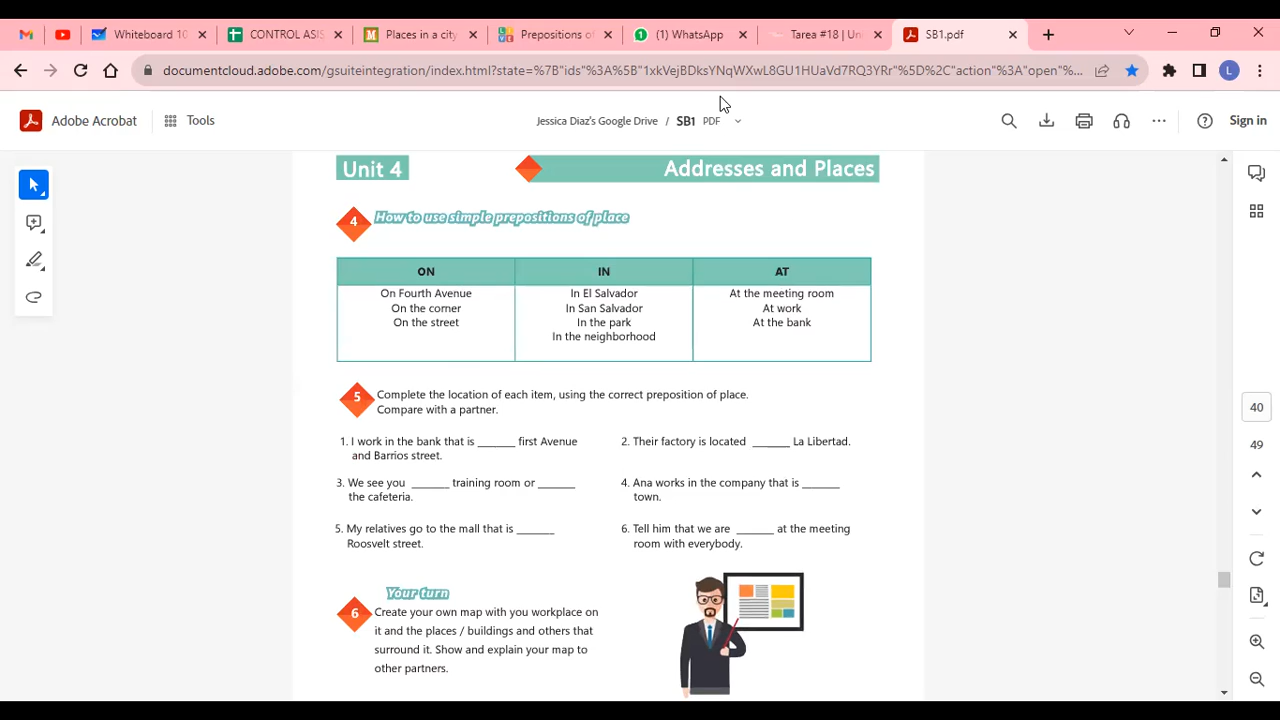 Whiteboard 10
CONTROL ASIS
Places in a city
Prepositions of
(1) WhatsApp
Tarea #18 | Uni
SB1.pdf
documentcloud.adobe.com/gsuiteintegration/index.html?state=%7B"ids"%3A%5B"1xkVejBDksYNqWXwL8GU1HUaVd7RQ3YRr"%5D%2C"action"%3A"open"%...
L
Adobe Acrobat
Tools
Jessica Diaz's Google Drive / SB1 PDF
Sign in
Unit 4
Addresses and Places
4 How to use simple prepositions of place
ON IN AT
On Fourth Avenue In El Salvador At the meeting room
On the corner In San Salvador At work
On the street In the park At the bank
In the neighborhood
5 Complete the location of each item, using the correct preposition of place.
Compare with a partner.
1. I work in the bank that is ______ first Avenue
and Barrios street.
2. Their factory is located ______ La Libertad.
3. We see you ______ training room or ______
the cafeteria.
4. Ana works in the company that is ______
town.
5. My relatives go to the mall that is ______
Roosvelt street.
6. Tell him that we are ______ at the meeting
room with everybody.
Your turn
6 Create your own map with you workplace on
it and the places / buildings and others that
surround it. Show and explain your map to
other partners.
40
49